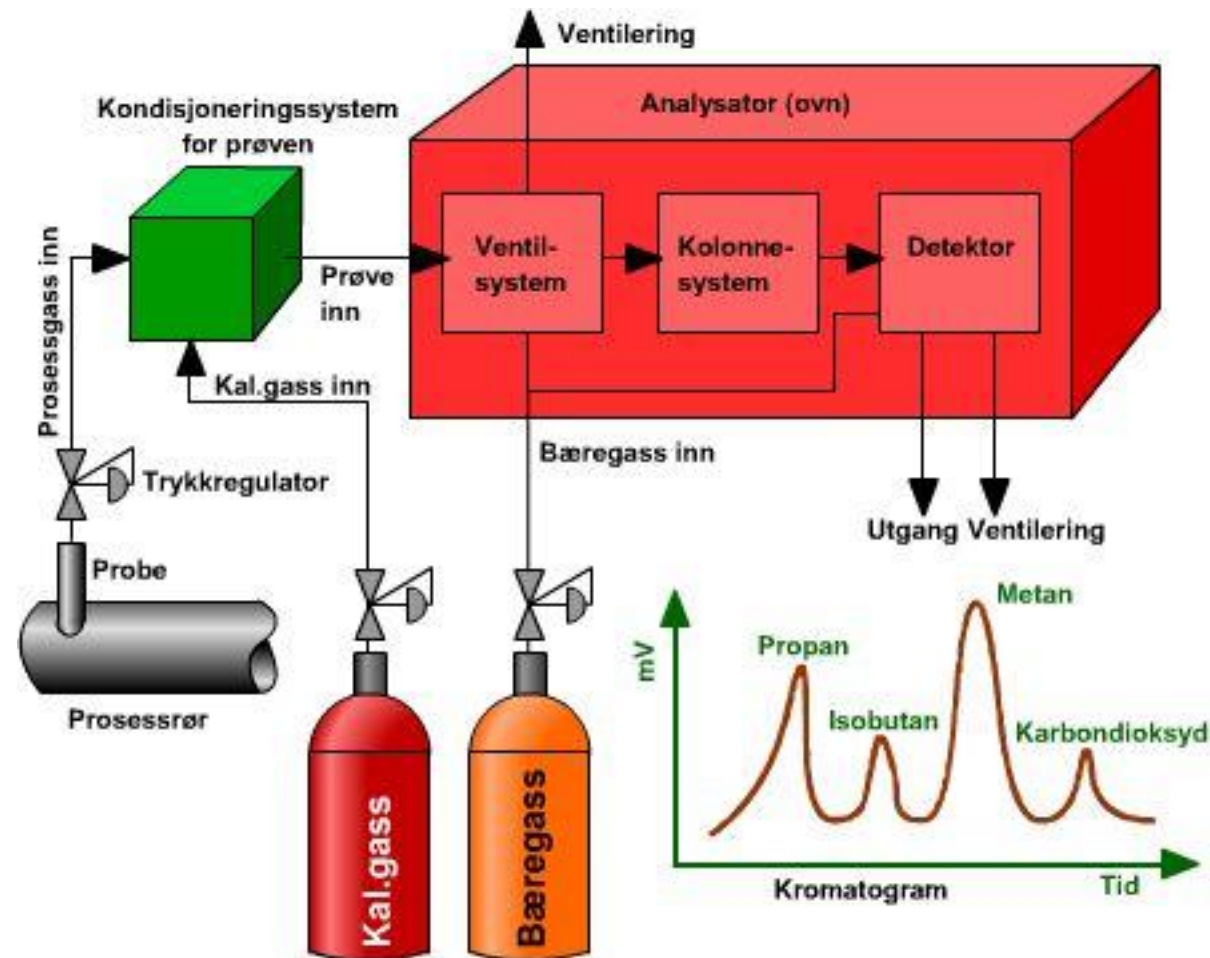 Ventilering
Kondisjoneringssystem
for prøven
Analysator (ovn)
Prosessgass inn
Prøve
inn
Ventil-
system
Kolonne-
system
Detektor
Kal.gass inn
Bæregass inn
Trykkregulator
Utgang Ventilering
Probe
Prosessrør
Kal.gass
Bæregass
mV
Propan
Isobutan
Metan
Karbondioksyd
Kromatogram
Tid